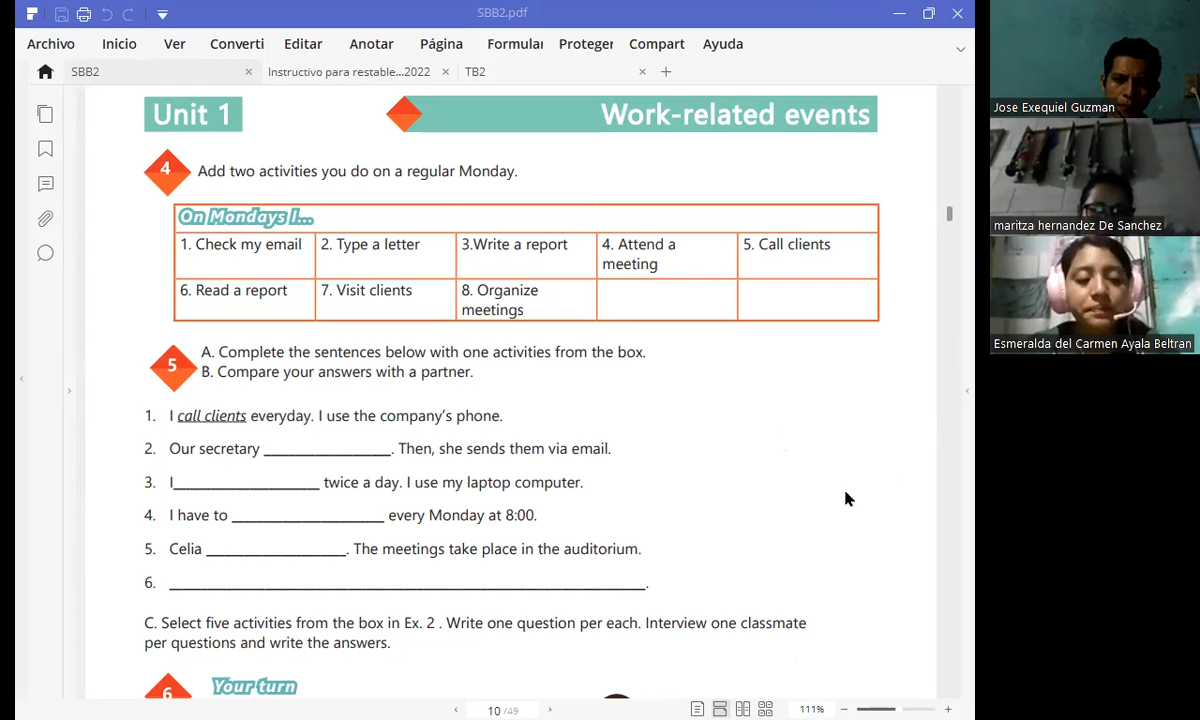 SBB2.pdf
Archivo Inicio Ver Converti Editar Anotar Página Formular Proteger Compart Ayuda
SBB2 × Instructivo para restable...2022 × TB2 × +
Unit 1 Work-related events
4 Add two activities you do on a regular Monday.
On Mondays I...
1. Check my email 2. Type a letter 3.Write a report 4. Attend a meeting 5. Call clients
6. Read a report 7. Visit clients 8. Organize meetings
5 A. Complete the sentences below with one activities from the box.
B. Compare your answers with a partner.
1. I call clients everyday. I use the company's phone.
2. Our secretary __________________. Then, she sends them via email.
3. I____________________ twice a day. I use my laptop computer.
4. I have to _____________________ every Monday at 8:00.
5. Celia ___________________. The meetings take place in the auditorium.
6. __________________________________________________________________.
C. Select five activities from the box in Ex. 2 . Write one question per each. Interview one classmate
per questions and write the answers.
6 Your turn
10 /49
111%
Jose Exequiel Guzman
maritza hernandez De Sanchez
Esmeralda del Carmen Ayala Beltran